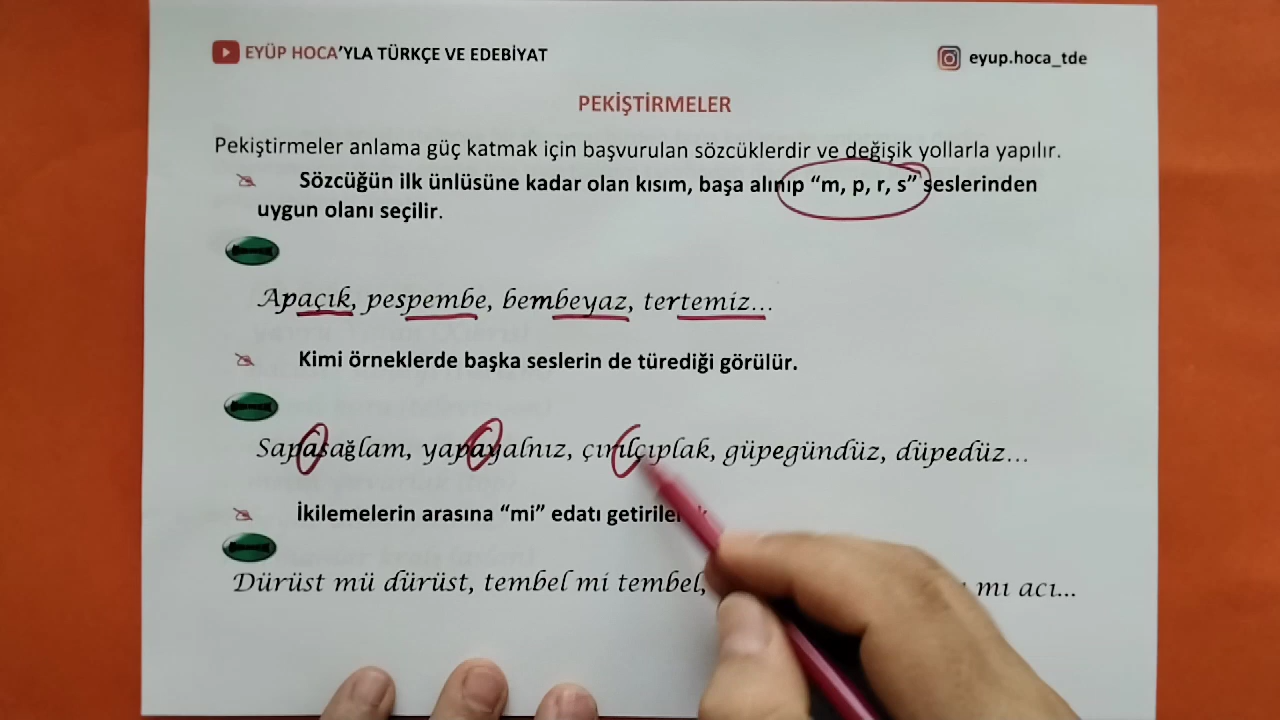 EYÜP HOCA'YLA TÜRKÇE VE EDEBİYAT
eyup.hoca_tde
PEKİŞTİRMELER
Pekiştirmeler anlama güç katmak için başvurulan sözcüklerdir ve değişik yollarla yapılır.
Sözcüğün ilk ünlüsüne kadar olan kısım, başa alınıp “m, p, r, s” seslerinden
uygun olanı seçilir.
Apaçık, pespembe, bembeyaz, tertemiz...
Kimi örneklerde başka seslerin de türediği görülür.
Sapasağlam, yapayalnız, çırılçıplak, güpegündüz, düpedüz...
İkilemelerin arasına “mi” edatı
Dürüst mü dürüst, tembel mi tembel, mı acı...